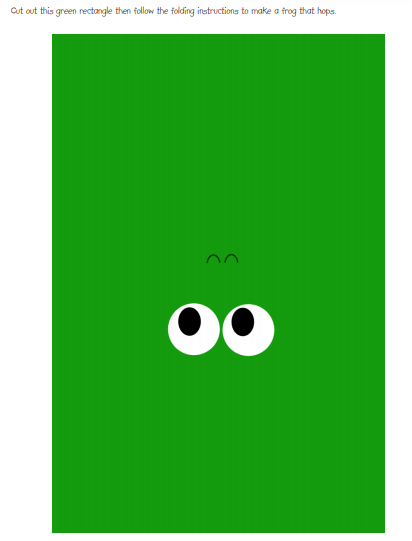 Cut out this green rectangle then follow the folding instructions to make a frog that hops.